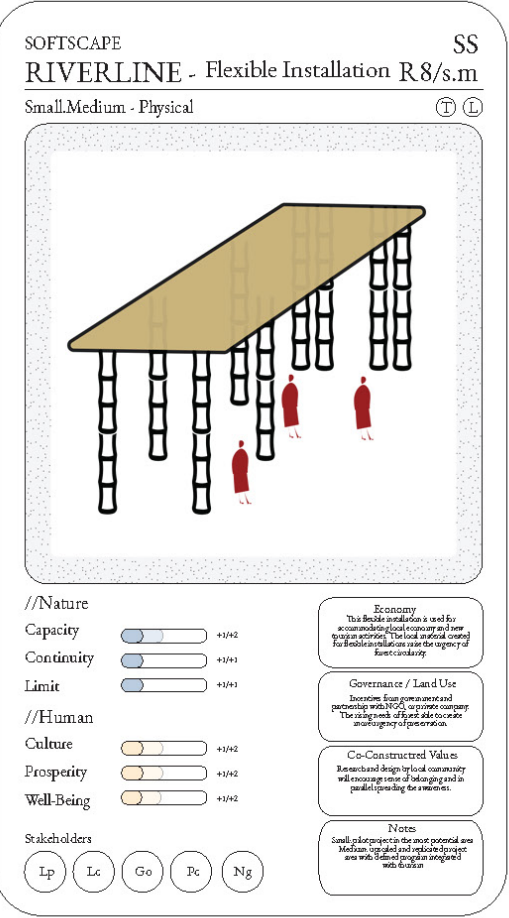 SOFTSCAPE SS
RIVERLINE - Flexible Installation R8/s.m
Small.Medium - Physical T L
//Nature
Capacity +1/+2
Continuity +1/+1
Limit +1/+1
//Human
Culture +1/+2
Prosperity +1/+2
Well-Being +1/+2
Stakeholders
Lp Lc Go Pc Ng
Economy
This flexible installation is used for
accommodating local economy and new
tourism activities. The local material created
for flexible installations raise the urgency of
forest circularity.
Governance / Land Use
Incentives from government and
partnership with NGO, or private company.
The rising needs of forest able to create
more urgency of preservation.
Co-Constructred Values
Research and design by local community
will encourage sense of belonging and in
parallel spreading the awareness.
Notes
Small: pilot project in the most potential area
Medium: upscaled and replicated project
area with defined program integrated
with tourism